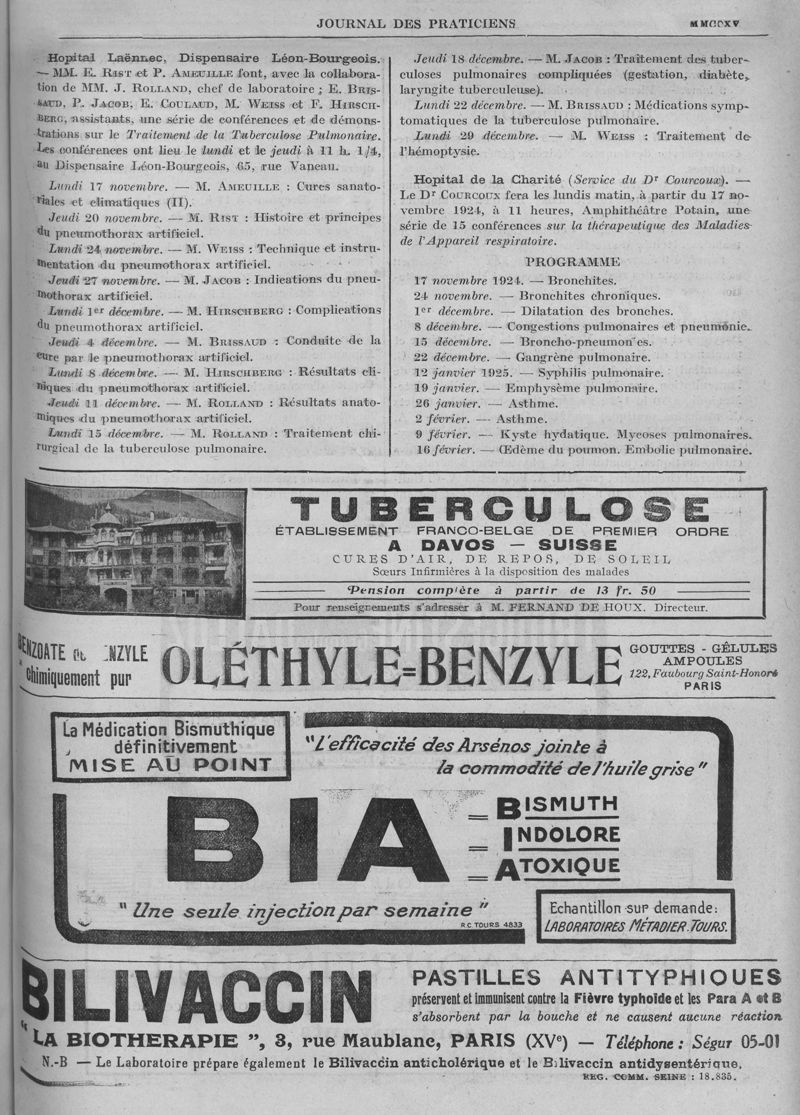 JOURNAL DES PRATICIENS
MMCCXV
Hopital Laënnec, Dispensaire Léon-Bourgeois.
— MM. E. RIST et P. AMEUILLE font, avec la collabora-
tion de MM. J. ROLLAND, chef de laboratoire ; E. BRIS-
SAUD, P. JACOB, E. COULAUD, M. WEISS et F. HIRSCH-
BERG, assistants, une série de conférences et de démons-
trations sur le Traitement de la Tuberculose Pulmonaire.
Les conférences ont lieu le lundi et le jeudi à 11 h. 1/4,
au Dispensaire Léon-Bourgeois, 65, rue Vaneau.
Lundi 17 novembre. — M. AMEUILLE : Cures sanato-
riales et climatiques (II).
Jeudi 20 novembre. — M. RIST : Histoire et principes
du pneumothorax artificiel.
Lundi 24 novembre. — M. WEISS : Technique et instru-
mentation du pneumothorax artificiel.
Jeudi 27 novembre. — M. JACOB : Indications du pneu-
mothorax artificiel.
Lundi 1er décembre. — M. HIRSCHBERG : Complications
du pneumothorax artificiel.
Jeudi 4 décembre. — M. BRISSAUD : Conduite de la
cure par le pneumothorax artificiel.
Lundi 8 décembre. — M. HIRSCHBERG : Résultats cli-
niques du pneumothorax artificiel.
Jeudi 11 décembre. — M. ROLLAND : Résultats anato-
miques du pneumothorax artificiel.
Lundi 15 décembre. — M. ROLLAND : Traitement chi-
rurgical de la tuberculose pulmonaire.
Jeudi 18 décembre. — M. JACOB : Traitement des tuber-
culoses pulmonaires compliquées (gestation, diabète,
laryngite tuberculeuse).
Lundi 22 décembre. — M. BRISSAUD : Médications symp-
tomatiques de la tuberculose pulmonaire.
Lundi 29 décembre. — M. WEISS : Traitement de
l'hémoptysie.
Hopital de la Charité (Service du Dr Courcoux). —
Le Dr COURCOUX fera les lundis matin, à partir du 17 no-
vembre 1924, à 11 heures, Amphithéâtre Potain, une
série de 15 conférences sur la thérapeutique des Maladies
de l'Appareil respiratoire.
PROGRAMME
17 novembre 1924. — Bronchites.
24 novembre. — Bronchites chroniques.
1er décembre. — Dilatation des bronches.
8 décembre. — Congestions pulmonaires et pneumonie.
15 décembre. — Broncho-pneumonies.
22 décembre. — Gangrène pulmonaire.
12 janvier 1925. — Syphilis pulmonaire.
19 janvier. — Emphysème pulmonaire.
26 janvier. — Asthme.
2 février. — Asthme.
9 février. — Kyste hydatique. Mycoses pulmonaires.
16 février. — Œdème du poumon. Embolie pulmonaire.
TUBERCULOSE
ÉTABLISSEMENT FRANCO-BELGE DE PREMIER ORDRE
A DAVOS — SUISSE
CURES D'AIR, DE REPOS, DE SOLEIL
Sœurs Infirmières à la disposition des malades
Pension complète à partir de 13 fr. 50
Pour renseignements s'adresser à M. FERNAND DE HOUX. Directeur.
BENZOATE de BENZYLE
Chimiquement pur
OLÉTHYLE=BENZYLE
GOUTTES - GÉLULES
AMPOULES
122, Faubourg Saint-Honoré
PARIS
La Médication Bismuthique
définitivement
MISE AU POINT
"L'efficacité des Arsénos jointe à
la commodité de l'huile grise"
BIA
= BISMUTH
= INDOLORE
= ATOXIQUE
"Une seule injection par semaine"
R.C TOURS 4833
Echantillon sur demande:
LABORATOIRES MÉTADIER.TOURS.
BILIVACCIN
PASTILLES ANTITYPHIQUES
préservent et immunisent contre la Fièvre typhoïde et les Para A et B
s'absorbent par la bouche et ne causent aucune réaction
"LA BIOTHERAPIE", 3, rue Maublanc, PARIS (XVe) — Téléphone : Ségur 05-01
N.-B — Le Laboratoire prépare également le Bilivaccin anticholérique et le Bilivaccin antidysentérique.
REG. COMM. SEINE : 18.835.